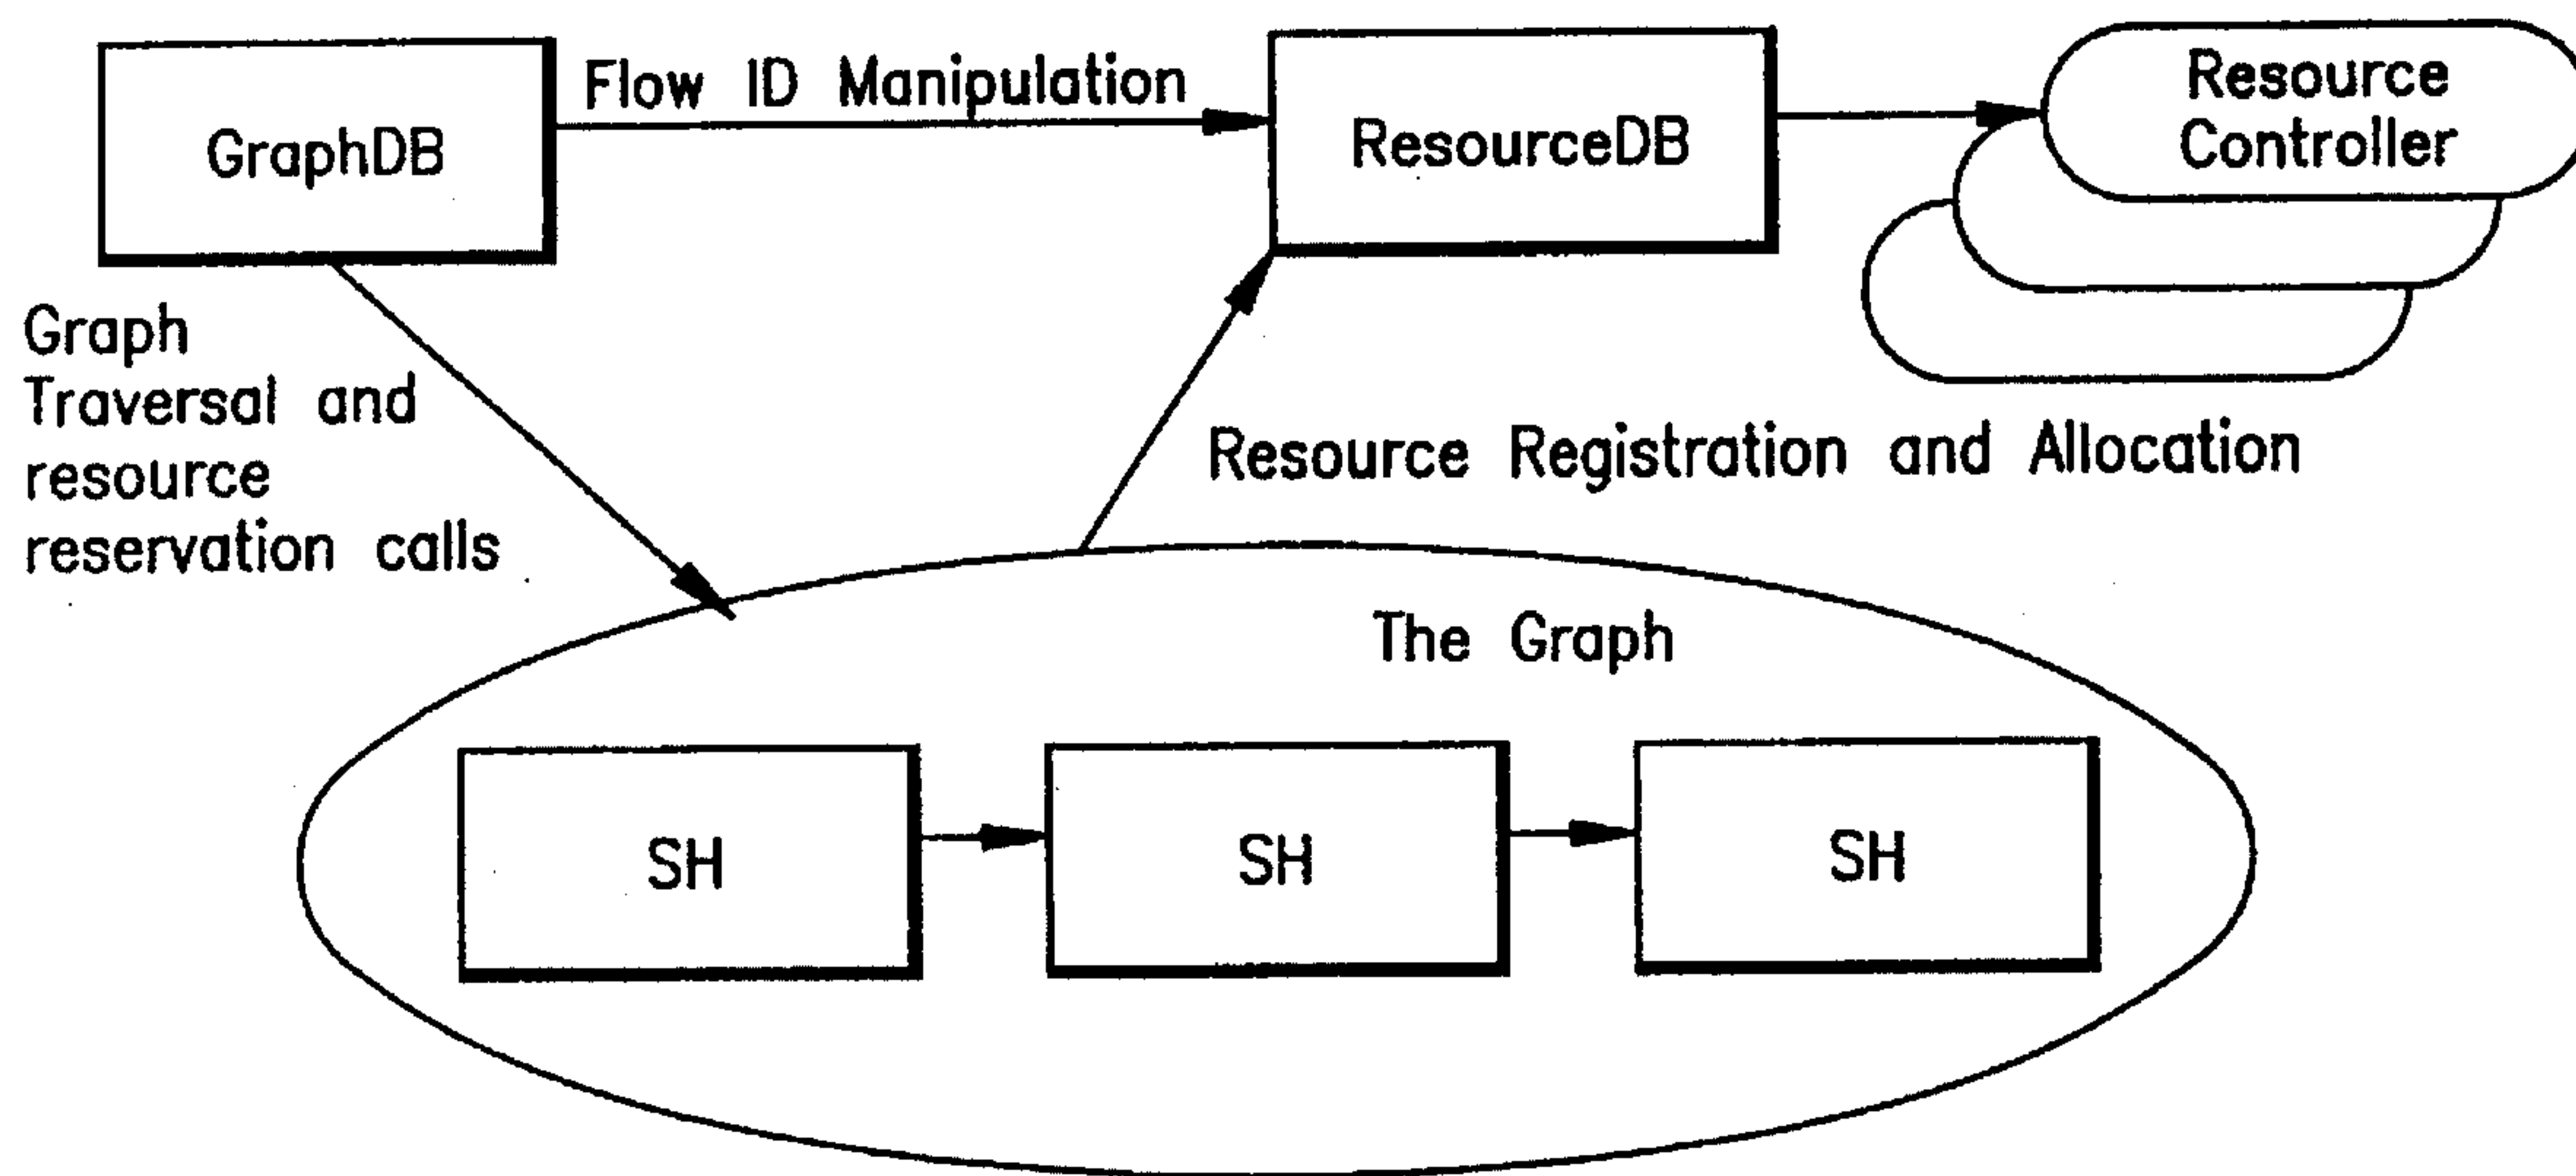 GraphDB
Flow ID Manipulation
ResourceDB
Resource
Controller
Graph
Traversal and
resource
reservation calls
Resource Registration and Allocation
The Graph
SH
SH
SH